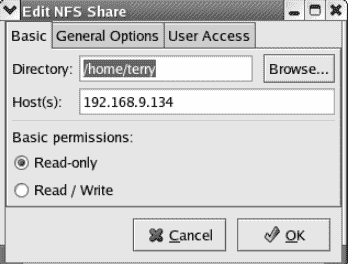 Edit NFS Share
Basic General Options User Access
Directory: /home/terry Browse...
Host(s): 192.168.9.134
Basic permissions:
Read-only
Read / Write
Cancel OK